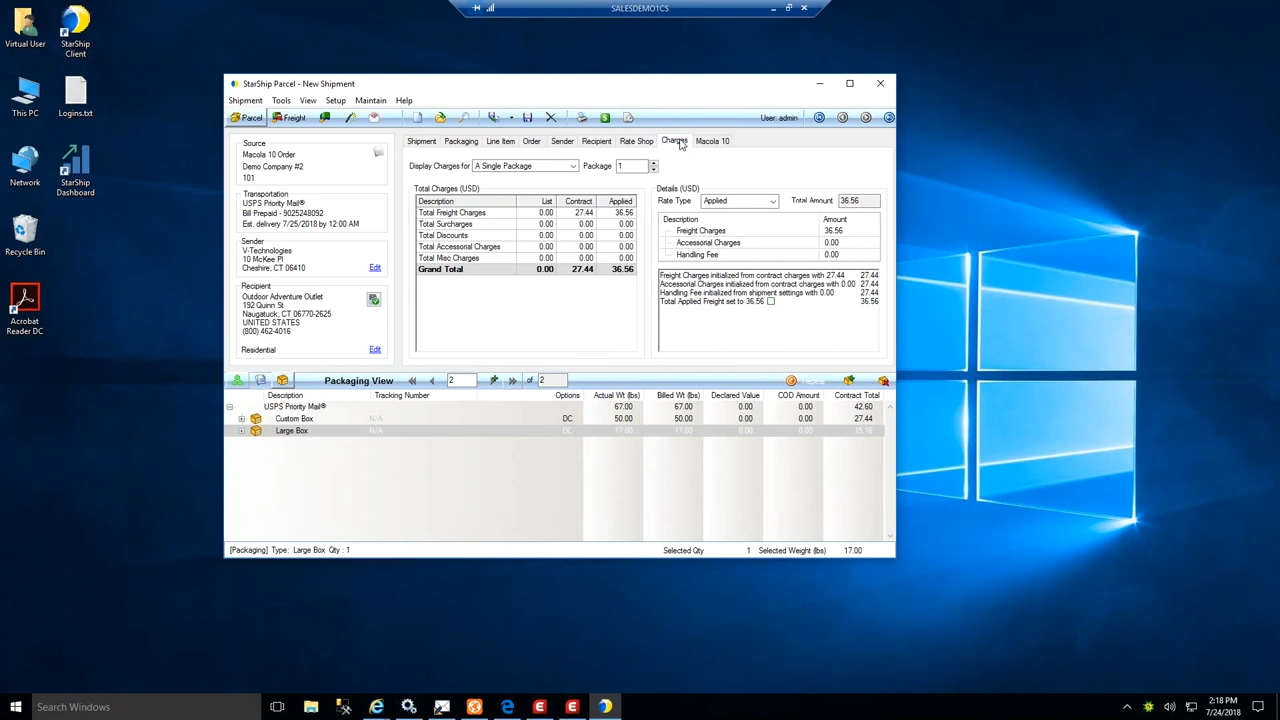 SALESDEMO1CS
Virtual User
StarShip Client
This PC
Logins.txt
Network
StarShip Dashboard
Recycle Bin
Acrobat Reader DC
StarShip Parcel - New Shipment
Shipment Tools View Setup Maintain Help
Parcel Freight User: admin
Source
Macola 10 Order
Demo Company #2
101
Transportation
USPS Priority Mail®
Bill Prepaid - 9025248092
Est. delivery 7/25/2018 by 12:00 AM
Sender
V-Technologies
10 McKee Pl
Cheshire, CT 06410 Edit
Recipient
Outdoor Adventure Outlet
192 Quinn St
Naugatuck, CT 06770-2625
UNITED STATES
(800) 462-4016
Residential Edit
Shipment Packaging Line Item Order Sender Recipient Rate Shop Charges Macola 10
Display Charges for A Single Package Package 1
Total Charges (USD)
Description List Contract Applied
Total Freight Charges 0.00 27.44 36.56
Total Surcharges 0.00 0.00 0.00
Total Discounts 0.00 0.00 0.00
Total Accessorial Charges 0.00 0.00 0.00
Total Misc Charges 0.00 0.00 0.00
Grand Total 0.00 27.44 36.56
Details (USD)
Rate Type Applied Total Amount 36.56
Description Amount
Freight Charges 36.56
Accessorial Charges 0.00
Handling Fee 0.00
Freight Charges initialized from contract charges with 27.44 27.44
Accessorial Charges initialized from contract charges with 0.00 27.44
Handling Fee initialized from shipment settings with 0.00 27.44
Total Applied Freight set to 36.56 36.56
Packaging View 2 of 2 Repeat
Description Tracking Number Options Actual Wt (lbs) Billed Wt (lbs) Declared Value COD Amount Contract Total
USPS Priority Mail® 67.00 67.00 0.00 0.00 42.60
Custom Box N/A DC 50.00 50.00 0.00 0.00 27.44
Large Box N/A DC 17.00 17.00 0.00 0.00 15.16
[Packaging] Type: Large Box Qty : 1 Selected Qty 1 Selected Weight (lbs) 17.00
Search Windows
2:18 PM
7/24/2018